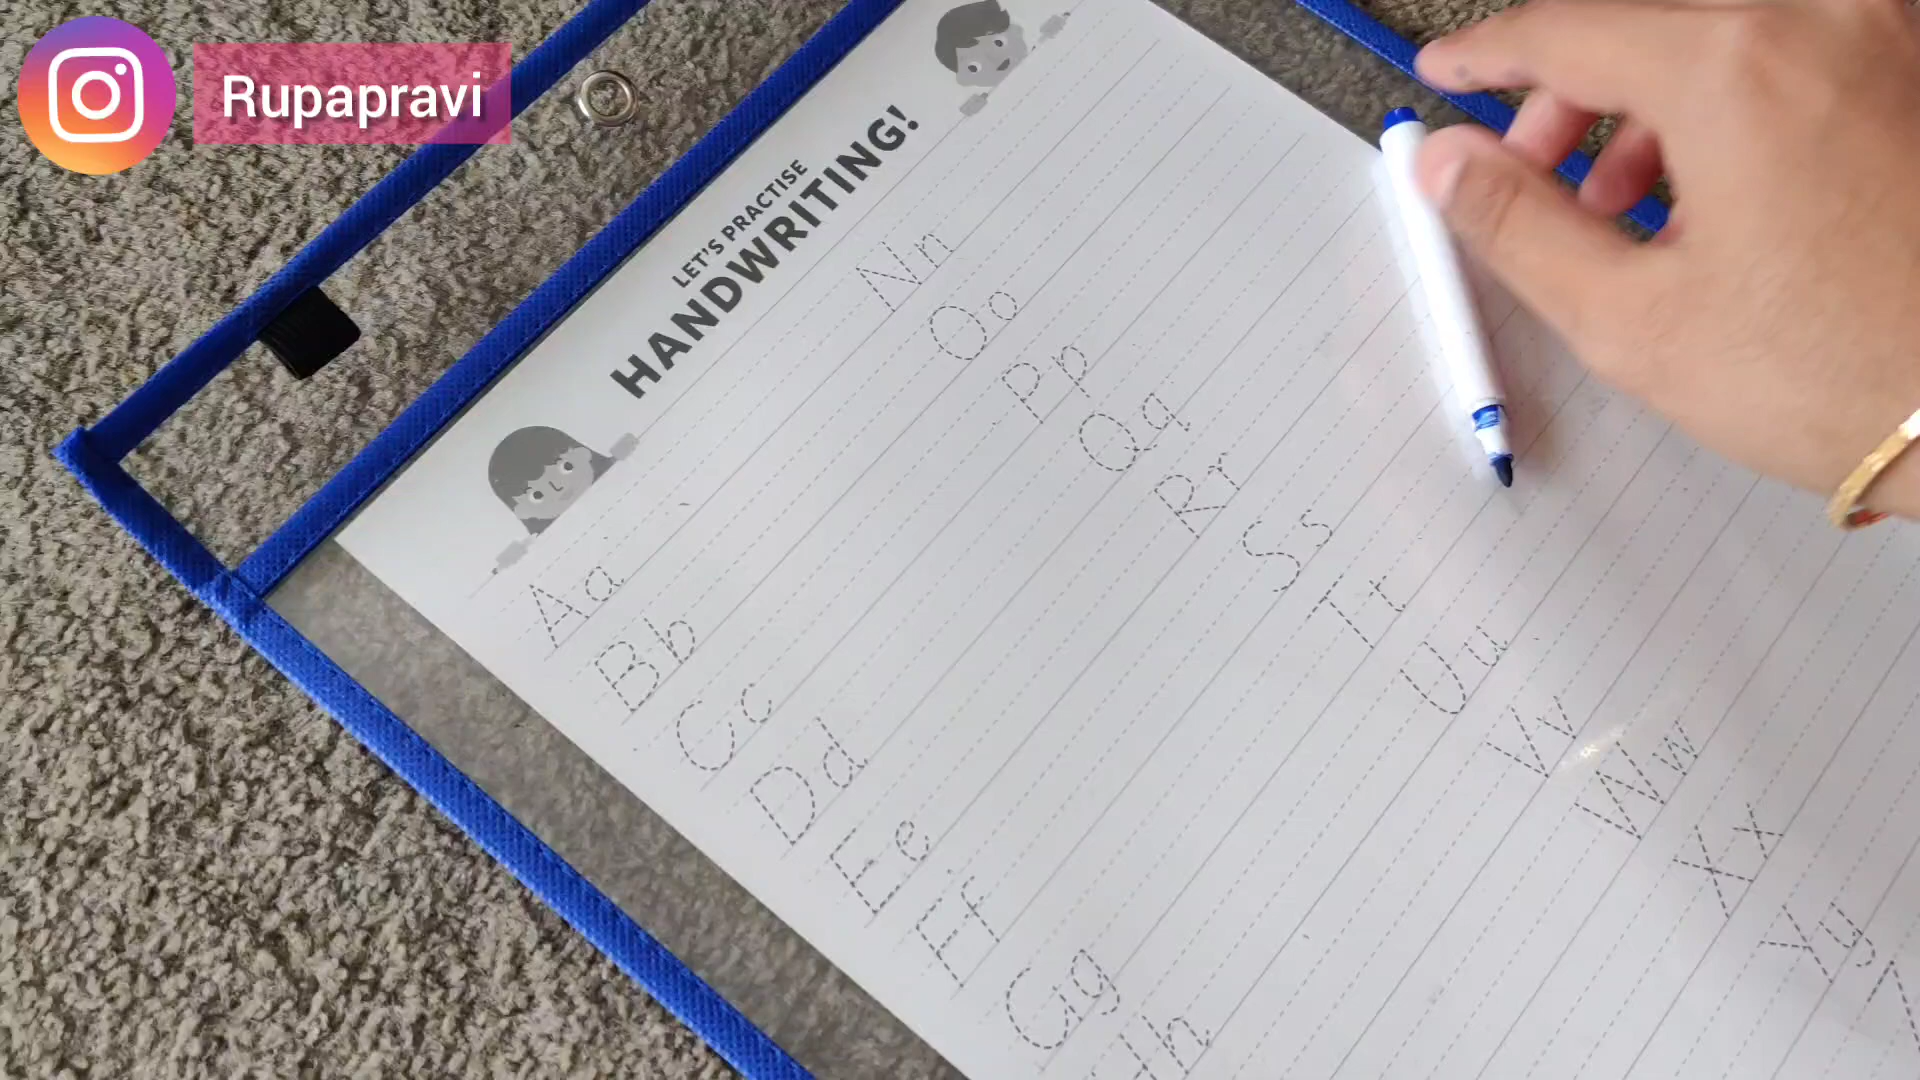 Rupapravi
LET'S PRACTISE
HANDWRITING!
Aa
Bb
Cc
Dd
Ee
Ff
Gg
Nn
Oo
Pp
Qq
Rr
Ss
Tt
Uu
Vv
Ww
Xx
Yy